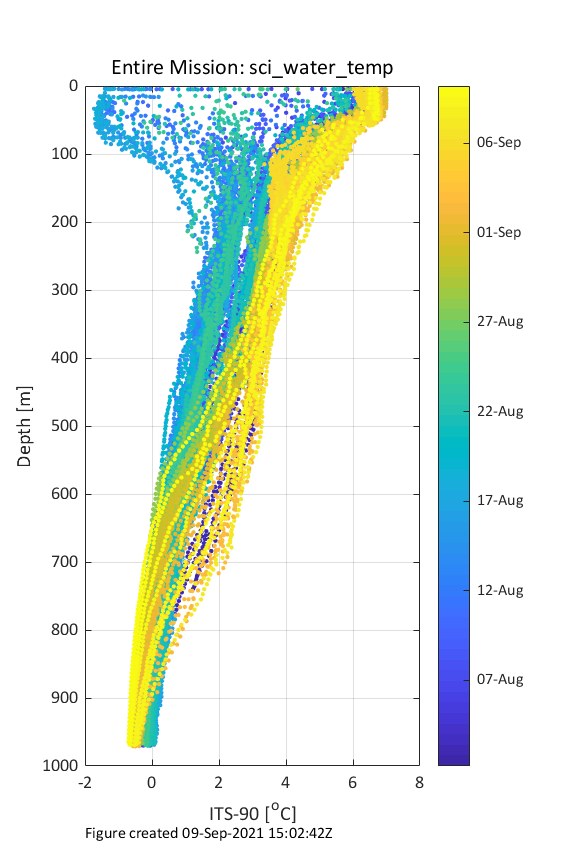 Entire Mission: sci_water_temp
0
100
200
300
400
500
600
700
800
900
1000
Depth [m]
-2 0 2 4 6 8
ITS-90 [°C]
06-Sep
01-Sep
27-Aug
22-Aug
17-Aug
12-Aug
07-Aug
Figure created 09-Sep-2021 15:02:42Z